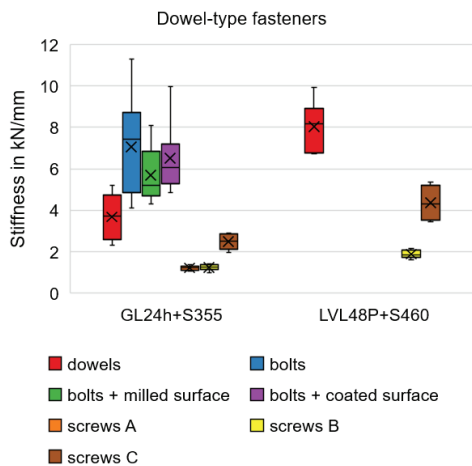 Dowel-type fasteners
Stiffness in kN/mm
12
10
8
6
4
2
0
GL24h+S355 LVL48P+S460
dowels bolts
bolts + milled surface bolts + coated surface
screws A screws B
screws C